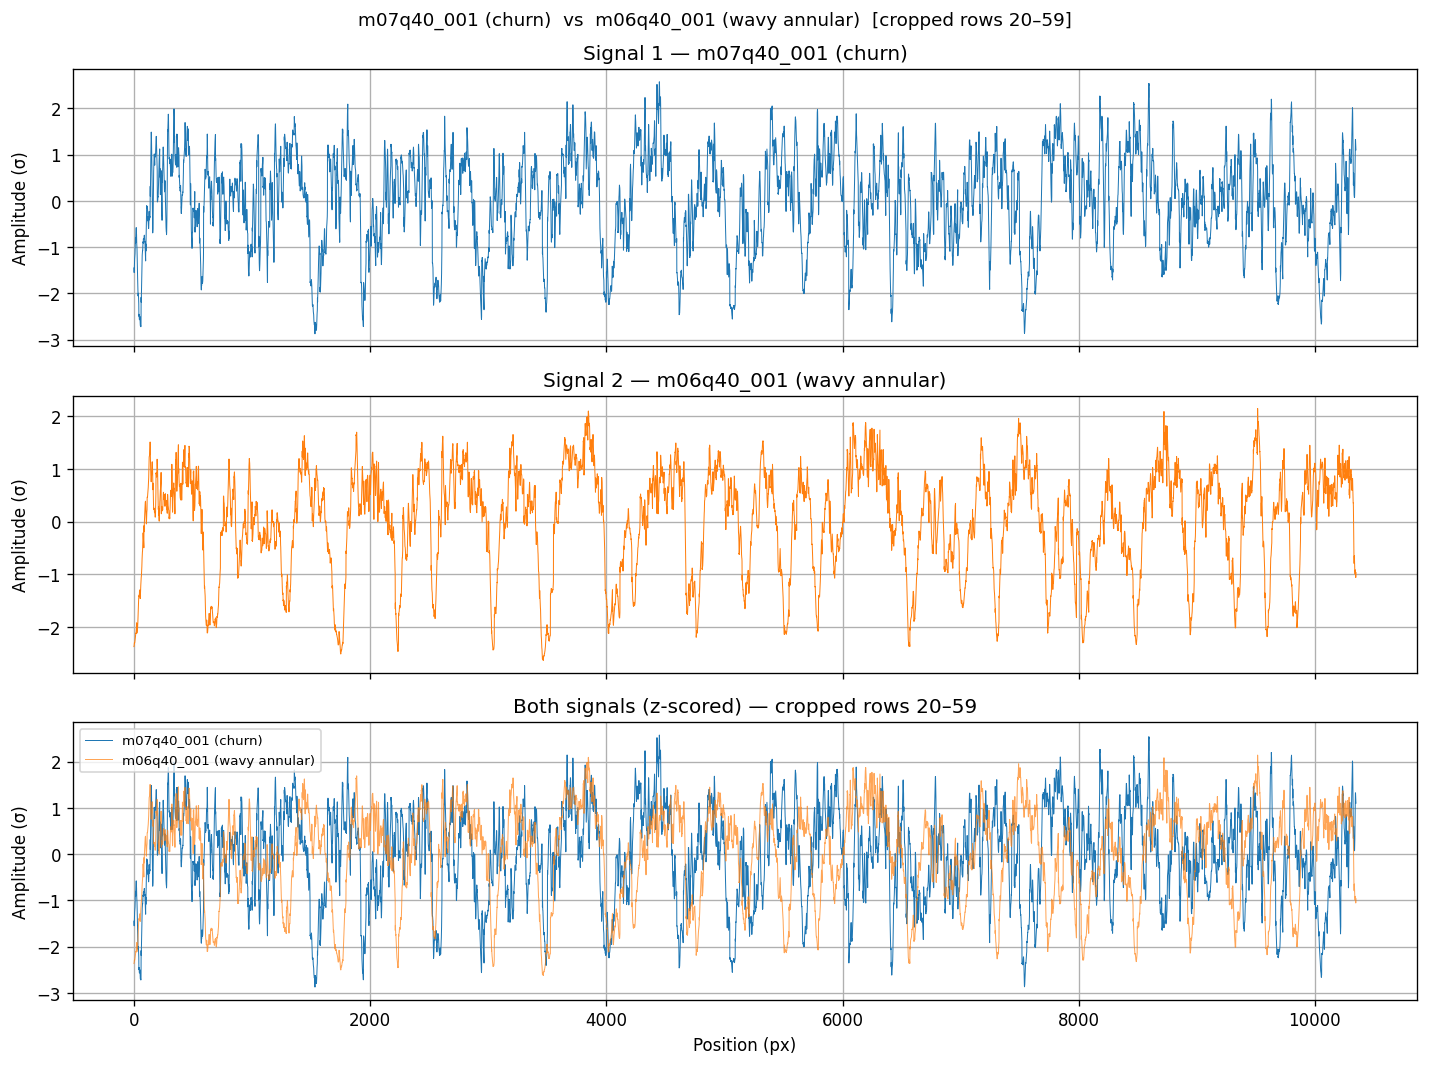 m07q40_001 (churn)  vs  m06q40_001 (wavy annular)  [cropped rows 20–59]
Signal 1 — m07q40_001 (churn)
2
1
0
−1
−2
−3
Amplitude (σ)
Signal 2 — m06q40_001 (wavy annular)
2
1
0
−1
−2
Amplitude (σ)
Both signals (z-scored) — cropped rows 20–59
m07q40_001 (churn)
m06q40_001 (wavy annular)
2
1
0
−1
−2
−3
Amplitude (σ)
0 2000 4000 6000 8000 10000
Position (px)